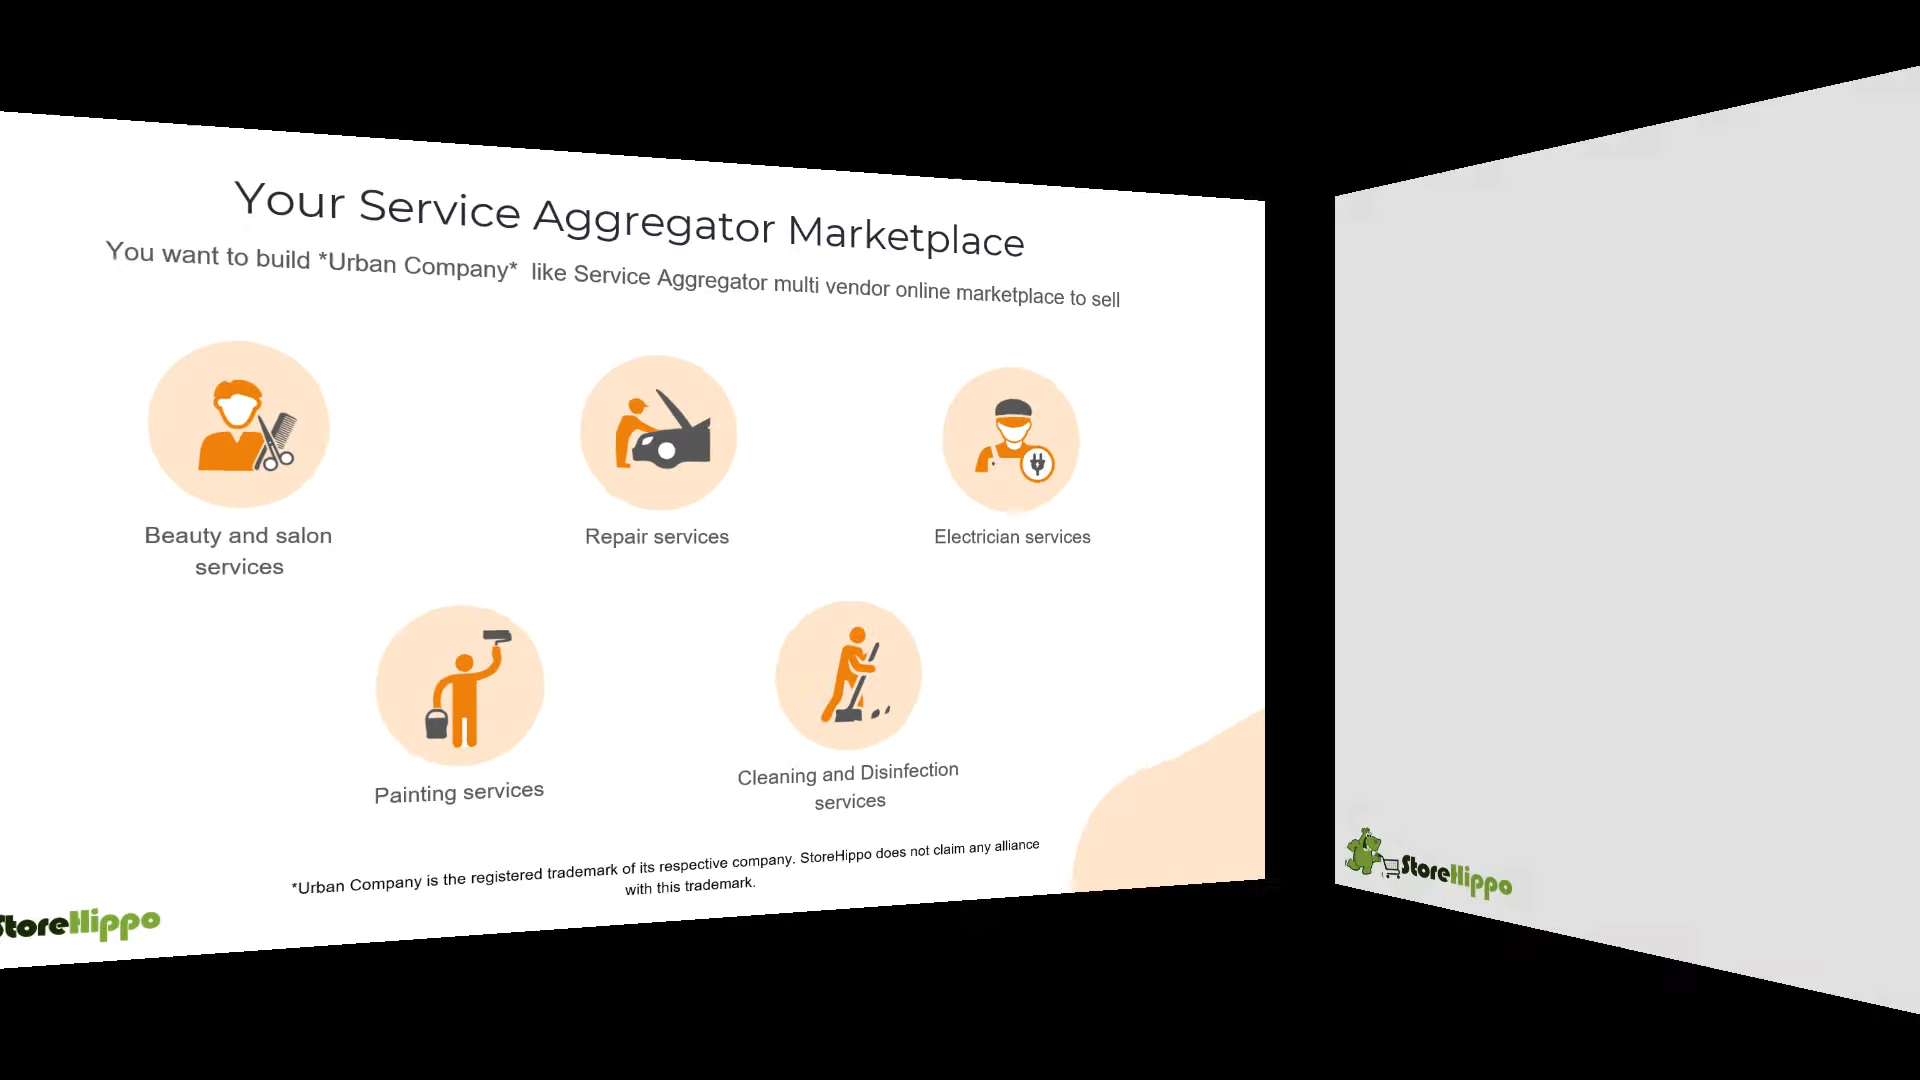 Your Service Aggregator Marketplace
You want to build *Urban Company* like Service Aggregator multi vendor online marketplace to sell
Beauty and salon
services
Repair services
Electrician services
Painting services
Cleaning and Disinfection
services
*Urban Company is the registered trademark of its respective company. StoreHippo does not claim any alliance
with this trademark.
StoreHippo
StoreHippo